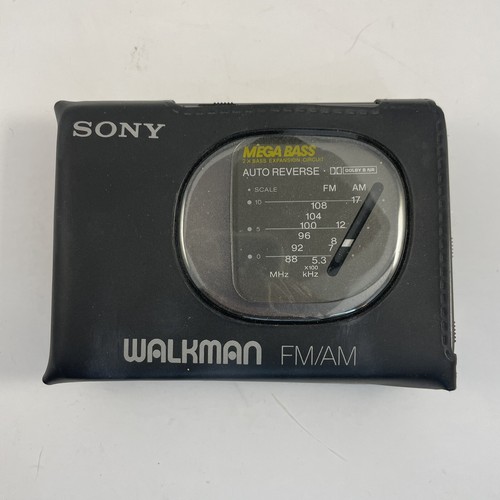 SONY
MEGA BASS
AUTO REVERSE DOLBY B NR
• SCALE FM AM
• 10 108 17
104
• 5 100 12
96 8
92 7
• 0 88 5.3
MHz x100 kHz
WALKMAN FM/AM